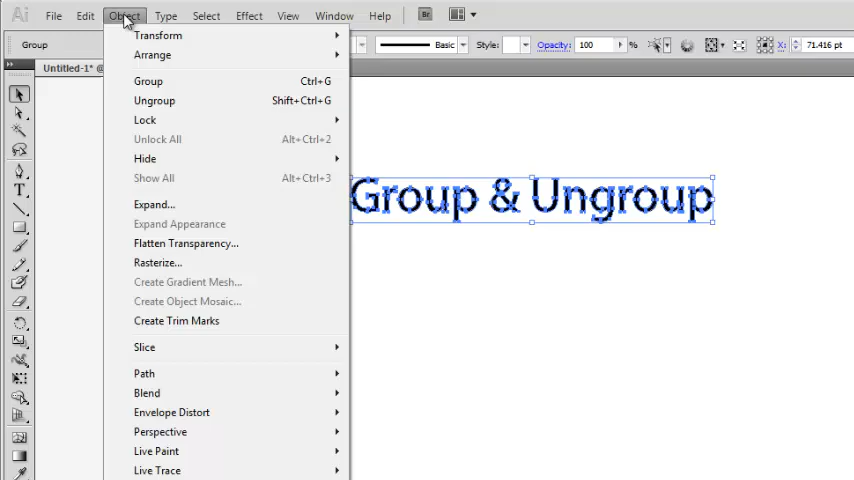 Ai File Edit Object Type Select Effect View Window Help Br
Group Basic Style: Opacity: 100 % X: 71.416 pt
Untitled-1* @
Transform
Arrange
Group Ctrl+G
Ungroup Shift+Ctrl+G
Lock
Unlock All Alt+Ctrl+2
Hide
Show All Alt+Ctrl+3
Group & Ungroup
Expand...
Expand Appearance
Flatten Transparency...
Rasterize...
Create Gradient Mesh...
Create Object Mosaic...
Create Trim Marks
Slice
Path
Blend
Envelope Distort
Perspective
Live Paint
Live Trace